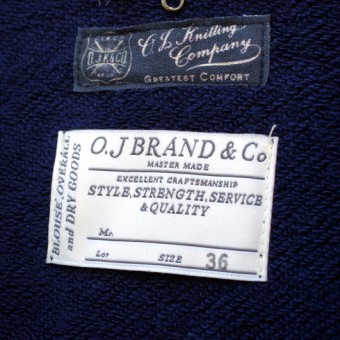 O.J.K&CO
O.J. Knitting
Company
GREATEST COMFORT
O.J BRAND & Co
MASTER MADE
EXCELLENT CRAFTSMANSHIP
STYLE, STRENGTH, SERVICE
& QUALITY
Mr.
Lot SIZE 36
BLOUSE, OVERALL
and DRY GOODS